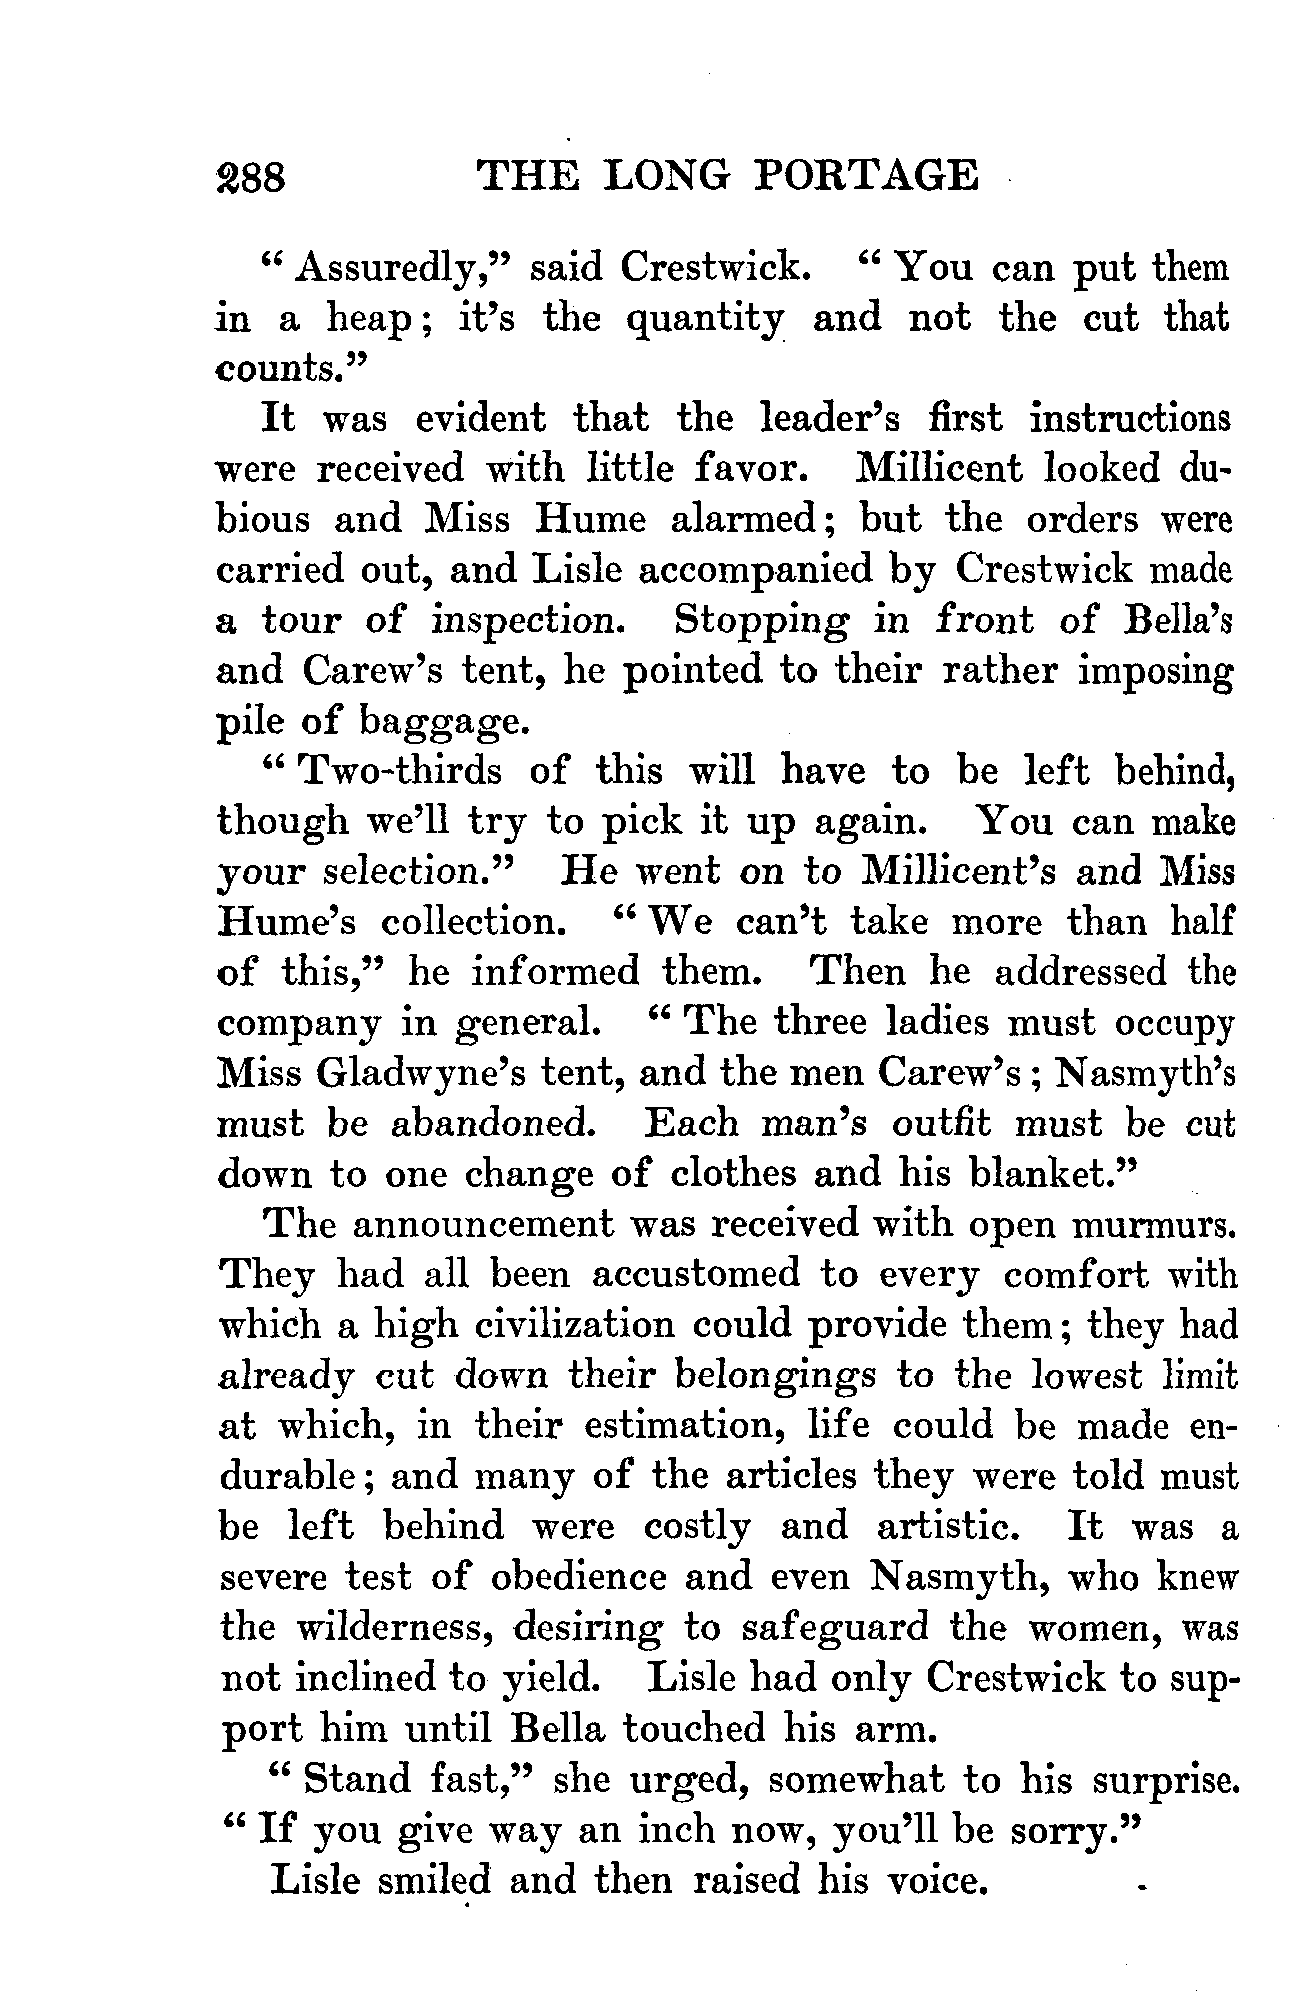 288 THE LONG PORTAGE
“ Assuredly,” said Crestwick. “ You can put them
in a heap; it’s the quantity and not the cut that
counts.”
It was evident that the leader’s first instructions
were received with little favor. Millicent looked du-
bious and Miss Hume alarmed; but the orders were
carried out, and Lisle accompanied by Crestwick made
a tour of inspection. Stopping in front of Bella’s
and Carew’s tent, he pointed to their rather imposing
pile of baggage.
“ Two-thirds of this will have to be left behind,
though we’ll try to pick it up again. You can make
your selection.” He went on to Millicent’s and Miss
Hume’s collection. “ We can’t take more than half
of this,” he informed them. Then he addressed the
company in general. “ The three ladies must occupy
Miss Gladwyne’s tent, and the men Carew’s; Nasmyth’s
must be abandoned. Each man’s outfit must be cut
down to one change of clothes and his blanket.”
The announcement was received with open murmurs.
They had all been accustomed to every comfort with
which a high civilization could provide them; they had
already cut down their belongings to the lowest limit
at which, in their estimation, life could be made en-
durable; and many of the articles they were told must
be left behind were costly and artistic. It was a
severe test of obedience and even Nasmyth, who knew
the wilderness, desiring to safeguard the women, was
not inclined to yield. Lisle had only Crestwick to sup-
port him until Bella touched his arm.
“ Stand fast,” she urged, somewhat to his surprise.
“ If you give way an inch now, you’ll be sorry.”
Lisle smiled and then raised his voice.